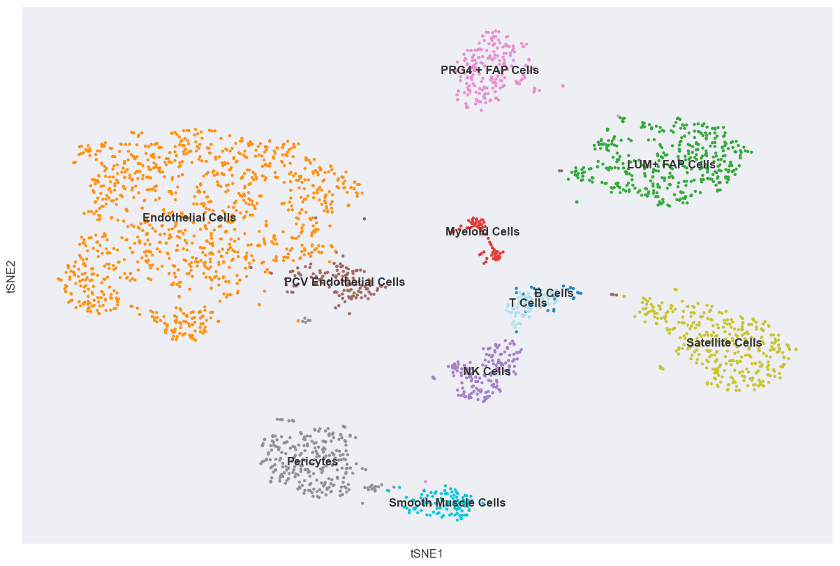 PRG4 + FAP Cells
LUM+ FAP Cells
Endothelial Cells
Myeloid Cells
PCV Endothelial Cells
B Cells
T Cells
Satellite Cells
NK Cells
Pericytes
Smooth Muscle Cells
tSNE2
tSNE1